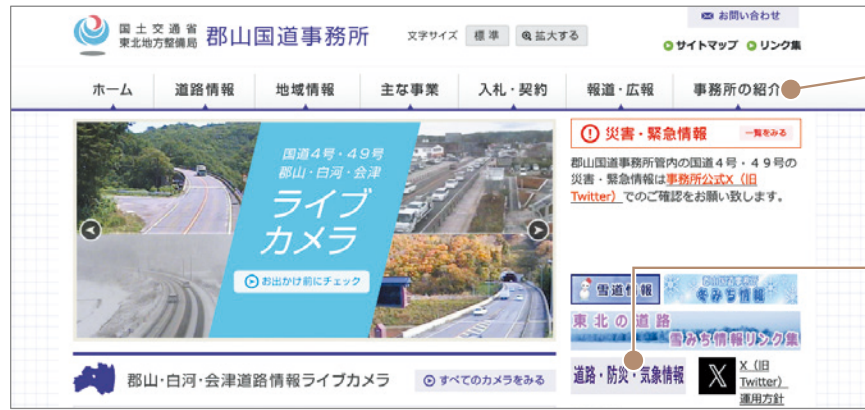 国土交通省
東北地方整備局
郡山国道事務所
文字サイズ 標準 拡大する
お問い合わせ
サイトマップ リンク集
ホーム 道路情報 地域情報 主な事業 入札・契約 報道・広報 事務所の紹介
国道4号・49号
郡山・白河・会津
ライブ
カメラ
お出かけ前にチェック
災害・緊急情報 一覧をみる
郡山国道事務所管内の国道4号・49号の
災害・緊急情報は事務所公式X（旧
Twitter）でのご確認をお願い致します。
雪道情報
冬みち情報
東北の道路
雪みち情報リンク集
道路・防災・気象情報
X（旧
Twitter）
運用方針
郡山・白河・会津道路情報ライブカメラ すべてのカメラをみる